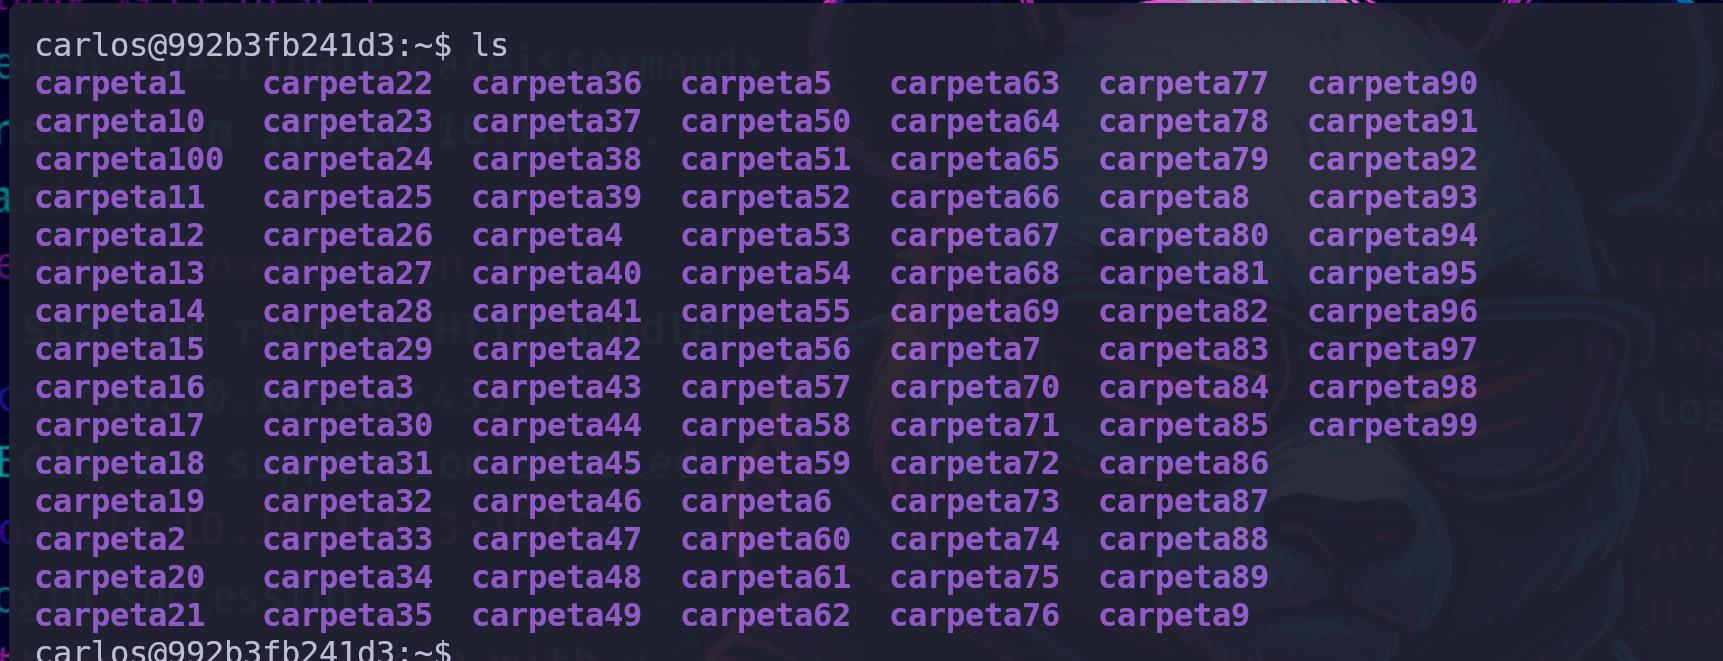 carlos@992b3fb241d3:~$ ls
carpeta1 carpeta22 carpeta36 carpeta5 carpeta63 carpeta77 carpeta90
carpeta10 carpeta23 carpeta37 carpeta50 carpeta64 carpeta78 carpeta91
carpeta100 carpeta24 carpeta38 carpeta51 carpeta65 carpeta79 carpeta92
carpeta11 carpeta25 carpeta39 carpeta52 carpeta66 carpeta8 carpeta93
carpeta12 carpeta26 carpeta4 carpeta53 carpeta67 carpeta80 carpeta94
carpeta13 carpeta27 carpeta40 carpeta54 carpeta68 carpeta81 carpeta95
carpeta14 carpeta28 carpeta41 carpeta55 carpeta69 carpeta82 carpeta96
carpeta15 carpeta29 carpeta42 carpeta56 carpeta7 carpeta83 carpeta97
carpeta16 carpeta3 carpeta43 carpeta57 carpeta70 carpeta84 carpeta98
carpeta17 carpeta30 carpeta44 carpeta58 carpeta71 carpeta85 carpeta99
carpeta18 carpeta31 carpeta45 carpeta59 carpeta72 carpeta86
carpeta19 carpeta32 carpeta46 carpeta6 carpeta73 carpeta87
carpeta2 carpeta33 carpeta47 carpeta60 carpeta74 carpeta88
carpeta20 carpeta34 carpeta48 carpeta61 carpeta75 carpeta89
carpeta21 carpeta35 carpeta49 carpeta62 carpeta76 carpeta9
carlos@992b3fb241d3:~$